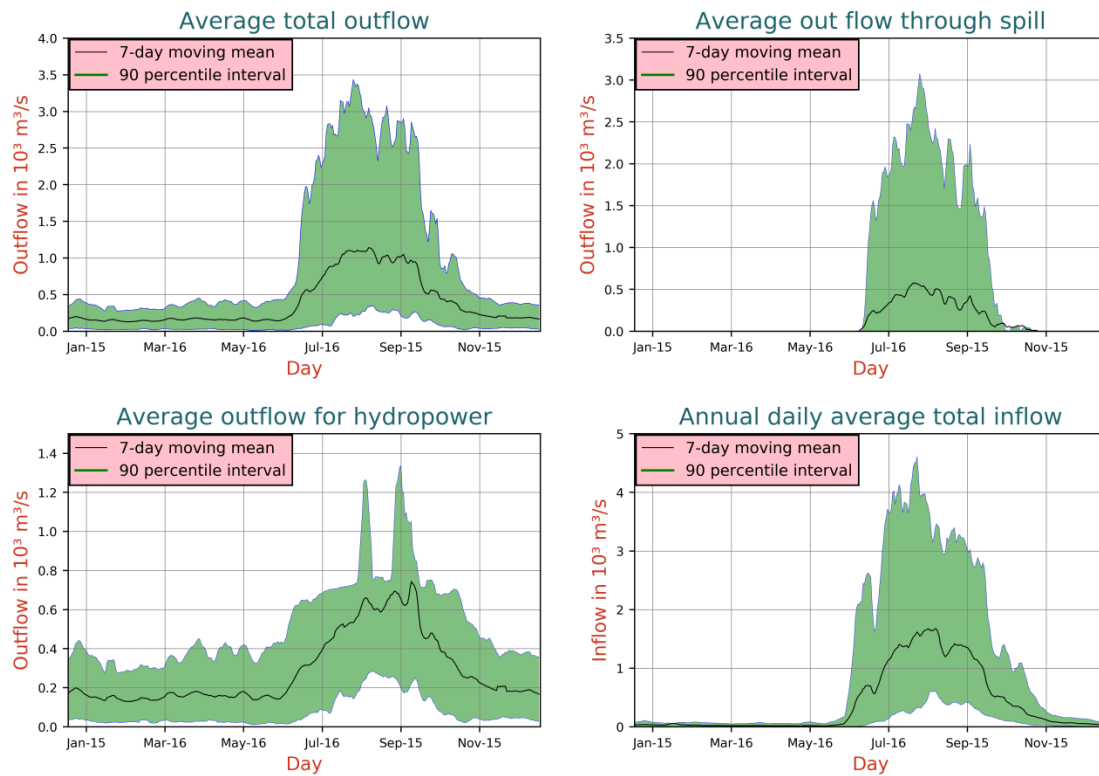 Average total outflow
4.0
3.5
3.0
2.5
2.0
1.5
1.0
0.5
0.0
Outflow in 10³ m³/s
7-day moving mean
90 percentile interval
Jan-15 Mar-16 May-16 Jul-16 Sep-15 Nov-15
Day
Average out flow through spill
3.5
3.0
2.5
2.0
1.5
1.0
0.5
0.0
Outflow in 10³ m³/s
7-day moving mean
90 percentile interval
Jan-15 Mar-16 May-16 Jul-16 Sep-15 Nov-15
Day
Average outflow for hydropower
1.4
1.2
1.0
0.8
0.6
0.4
0.2
0.0
Outflow in 10³ m³/s
7-day moving mean
90 percentile interval
Jan-15 Mar-16 May-16 Jul-16 Sep-15 Nov-15
Day
Annual daily average total inflow
5
4
3
2
1
0
Inflow in 10³ m³/s
7-day moving mean
90 percentile interval
Jan-15 Mar-16 May-16 Jul-16 Sep-15 Nov-15
Day